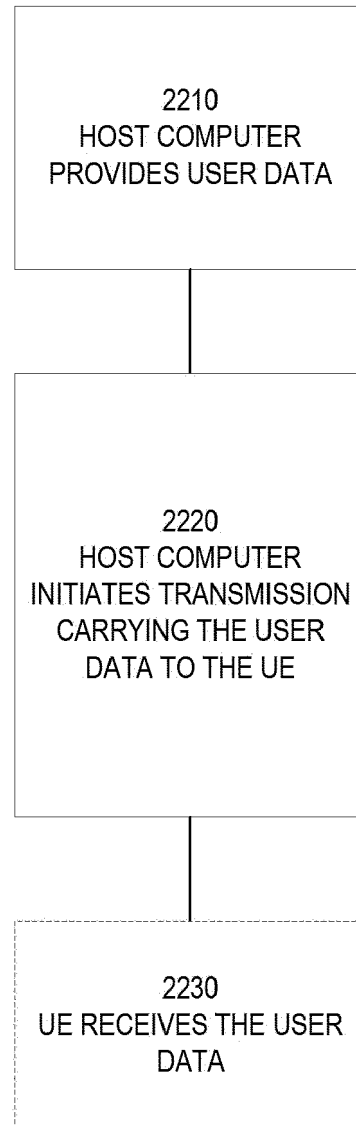 2210
HOST COMPUTER
PROVIDES USER DATA
2220
HOST COMPUTER
INITIATES TRANSMISSION
CARRYING THE USER
DATA TO THE UE
2230
UE RECEIVES THE USER
DATA